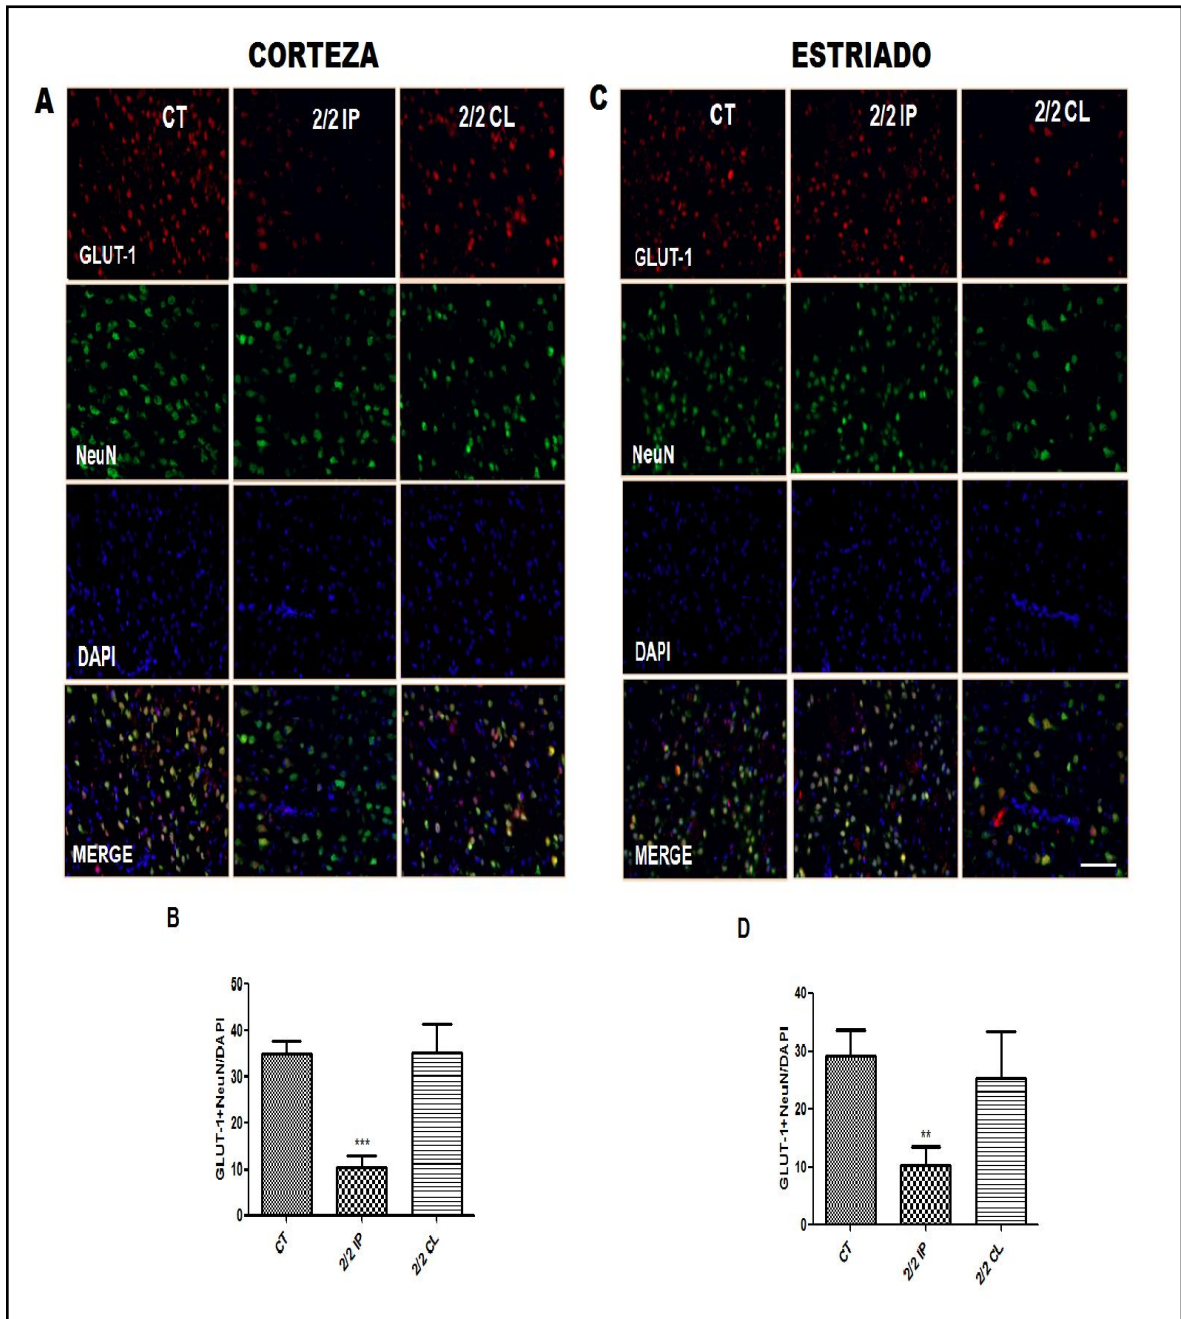 CORTEZA
A
CT
2/2 IP
2/2 CL
GLUT-1
NeuN
DAPI
MERGE
B
GLUT-1+NeuN/DAPI
50
40
30
20
10
0
***
CT
2/2 IP
2/2 CL
ESTRIADO
C
CT
2/2 IP
2/2 CL
GLUT-1
NeuN
DAPI
MERGE
D
GLUT-1+NeuN/DAPI
40
30
20
10
0
**
CT
2/2 IP
2/2 CL